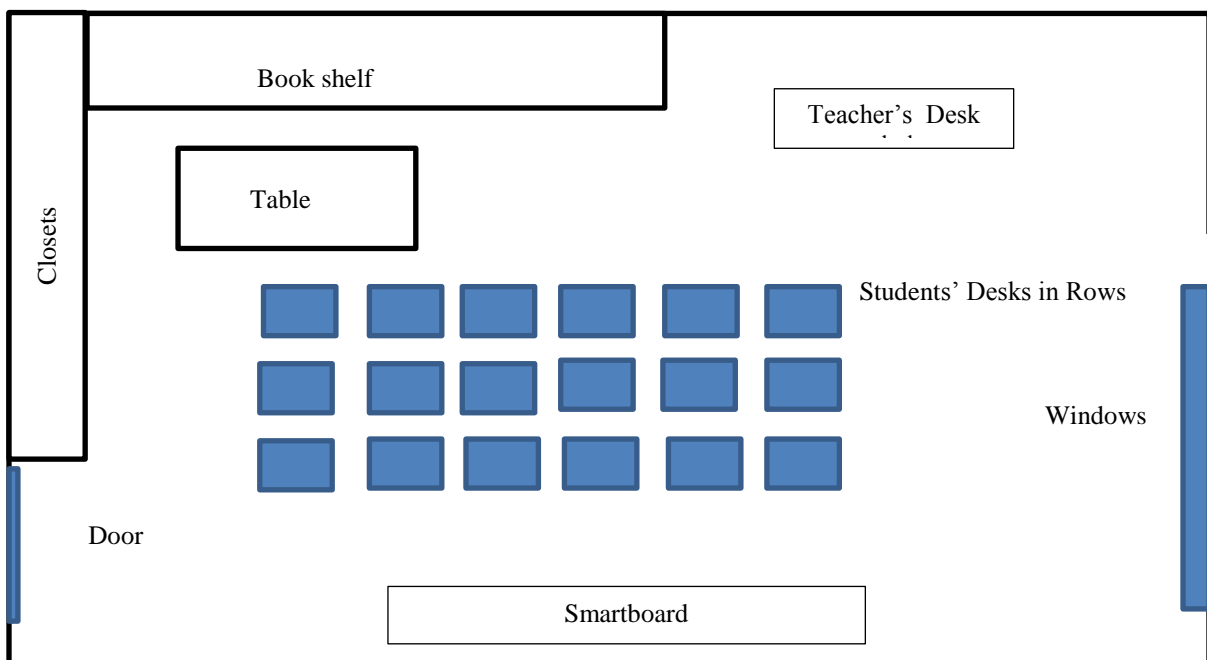 Book shelf
Teacher’s  Desk
Table
Closets
Students’ Desks in Rows
Windows
Door
Smartboard